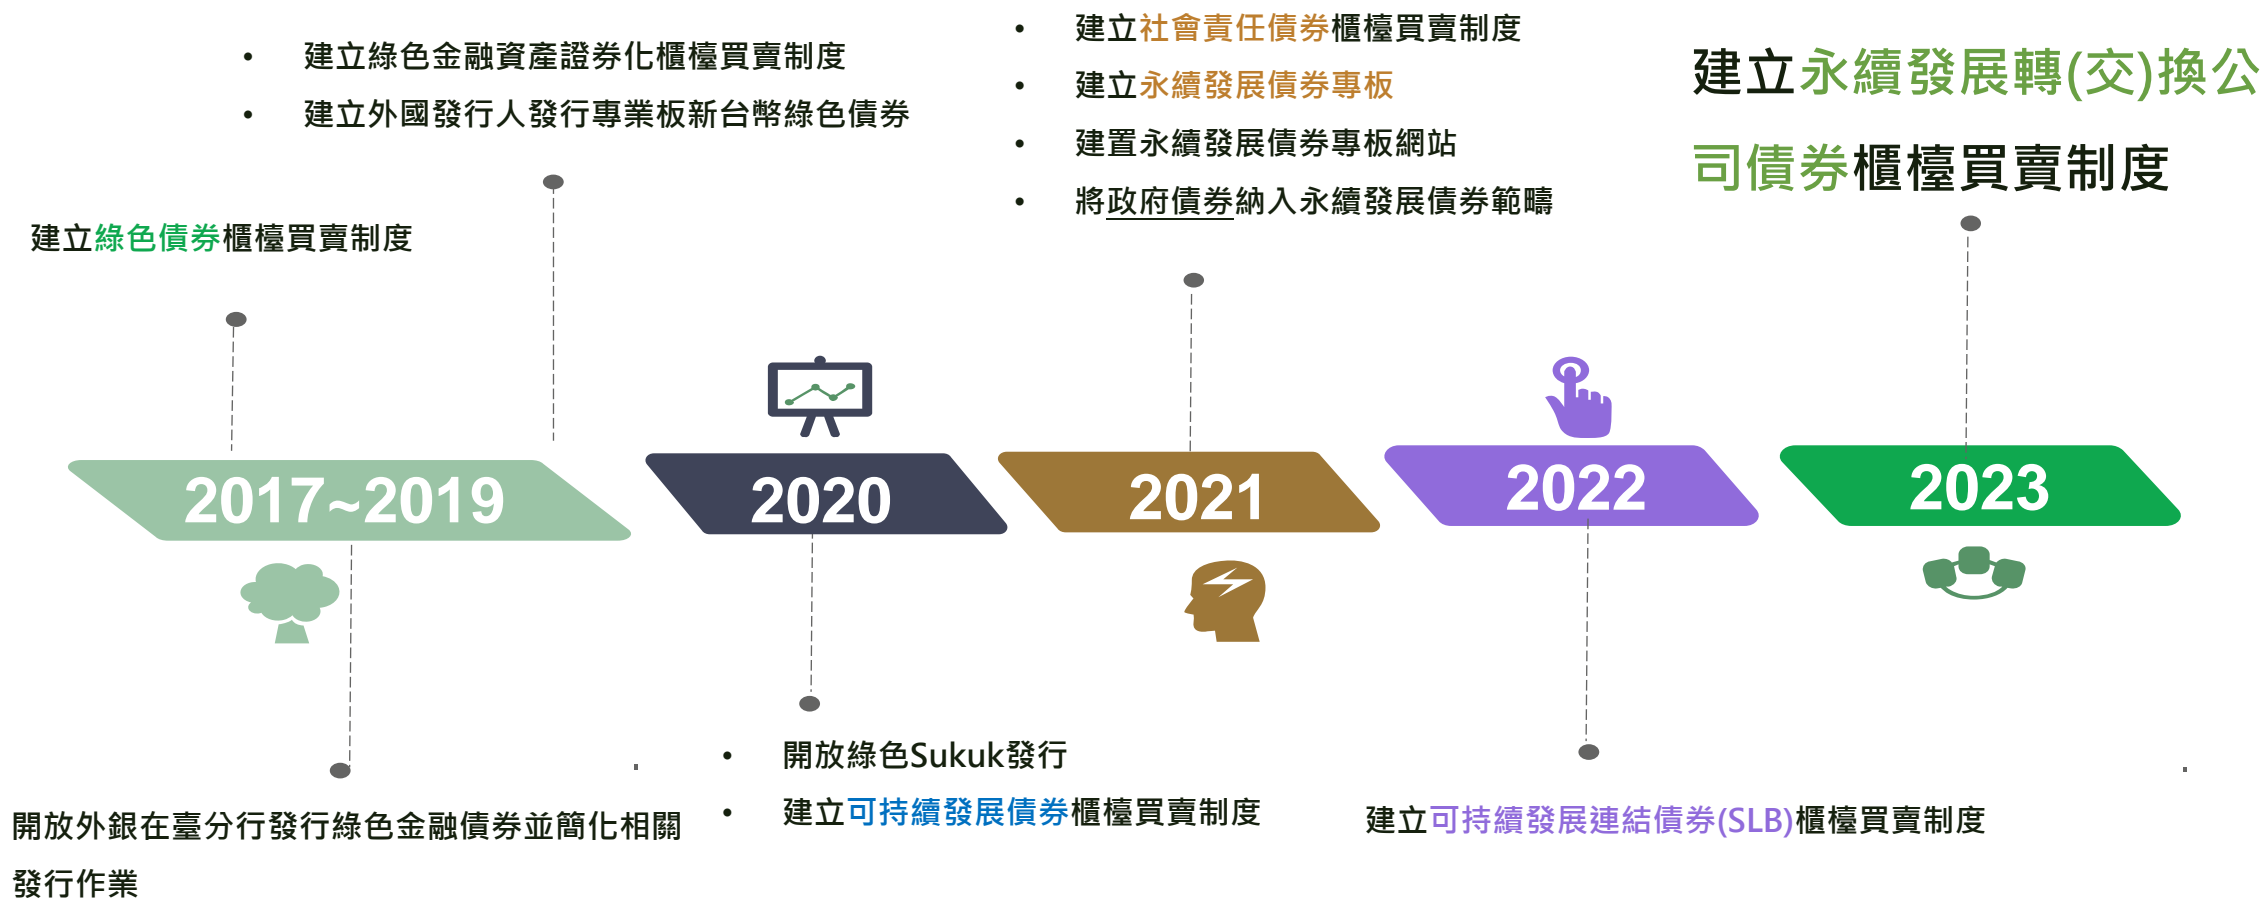 • 建立綠色金融資產證券化櫃檯買賣制度
• 建立外國發行人發行專業板新台幣綠色債券
建立綠色債券櫃檯買賣制度
• 建立社會責任債券櫃檯買賣制度
• 建立永續發展債券專板
• 建置永續發展債券專板網站
• 將政府債券納入永續發展債券範疇
建立永續發展轉(交)換公
司債券櫃檯買賣制度
2017~2019
2020
2021
2022
2023
開放外銀在臺分行發行綠色金融債券並簡化相關
發行作業
• 開放綠色Sukuk發行
• 建立可持續發展債券櫃檯買賣制度
建立可持續發展連結債券(SLB)櫃檯買賣制度